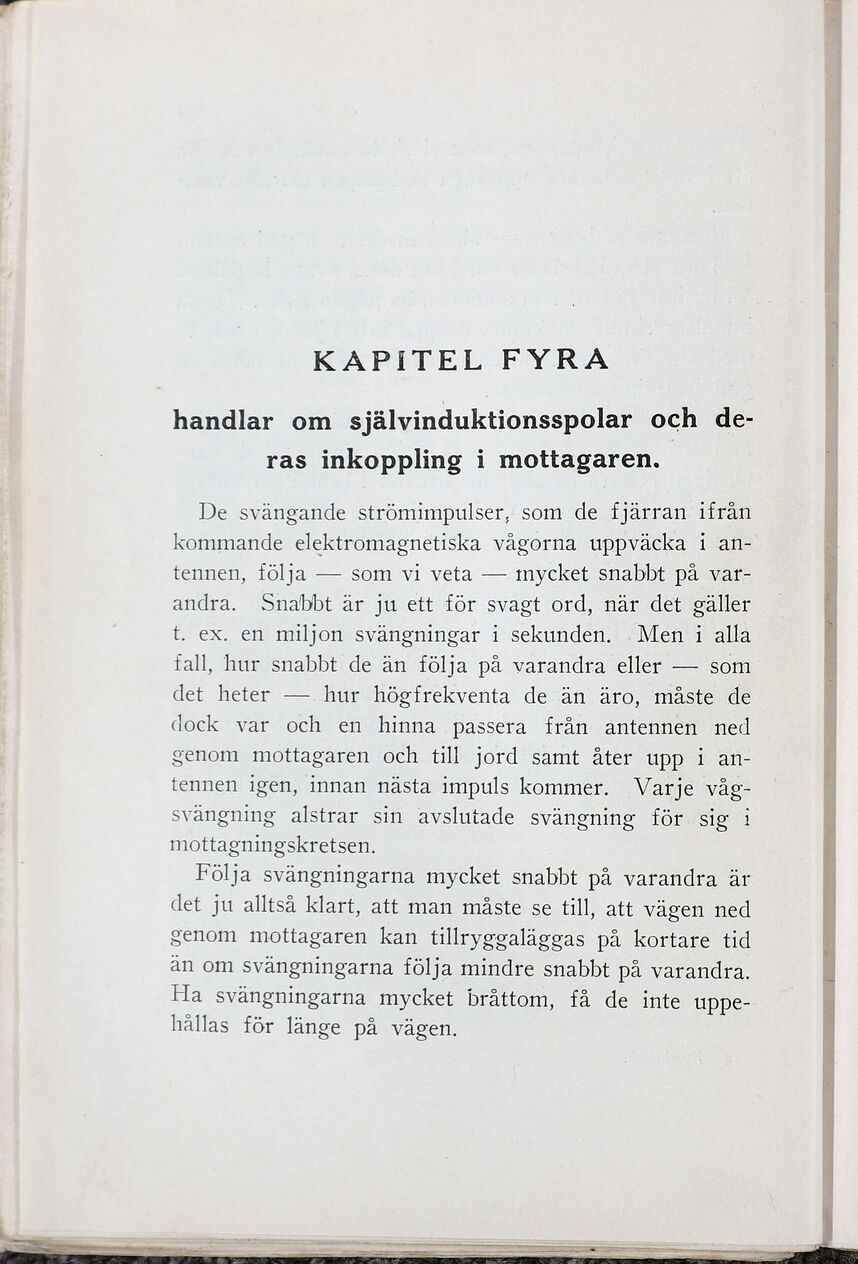 KAPITEL FYRA
handlar om självinduktionsspolar och de-
ras inkoppling i mottagaren.
De svängande strömimpulser, som de fjärran ifrån
kommande elektromagnetiska vågorna uppväcka i an-
tennen, följa — som vi veta — mycket snabbt på var-
andra. Snabbt är ju ett för svagt ord, när det gäller
t. ex. en miljon svängningar i sekunden. Men i alla
fall, hur snabbt de än följa på varandra eller — som
det heter — hur högfrekventa de än äro, måste de
dock var och en hinna passera från antennen ned
genom mottagaren och till jord samt åter upp i an-
tennen igen, innan nästa impuls kommer. Varje våg-
svängning alstrar sin avslutade svängning för sig i
mottagningskretsen.
Följa svängningarna mycket snabbt på varandra är
det ju alltså klart, att man måste se till, att vägen ned
genom mottagaren kan tillryggaläggas på kortare tid
än om svängningarna följa mindre snabbt på varandra.
Ha svängningarna mycket bråttom, få de inte uppe-
hållas för länge på vägen.